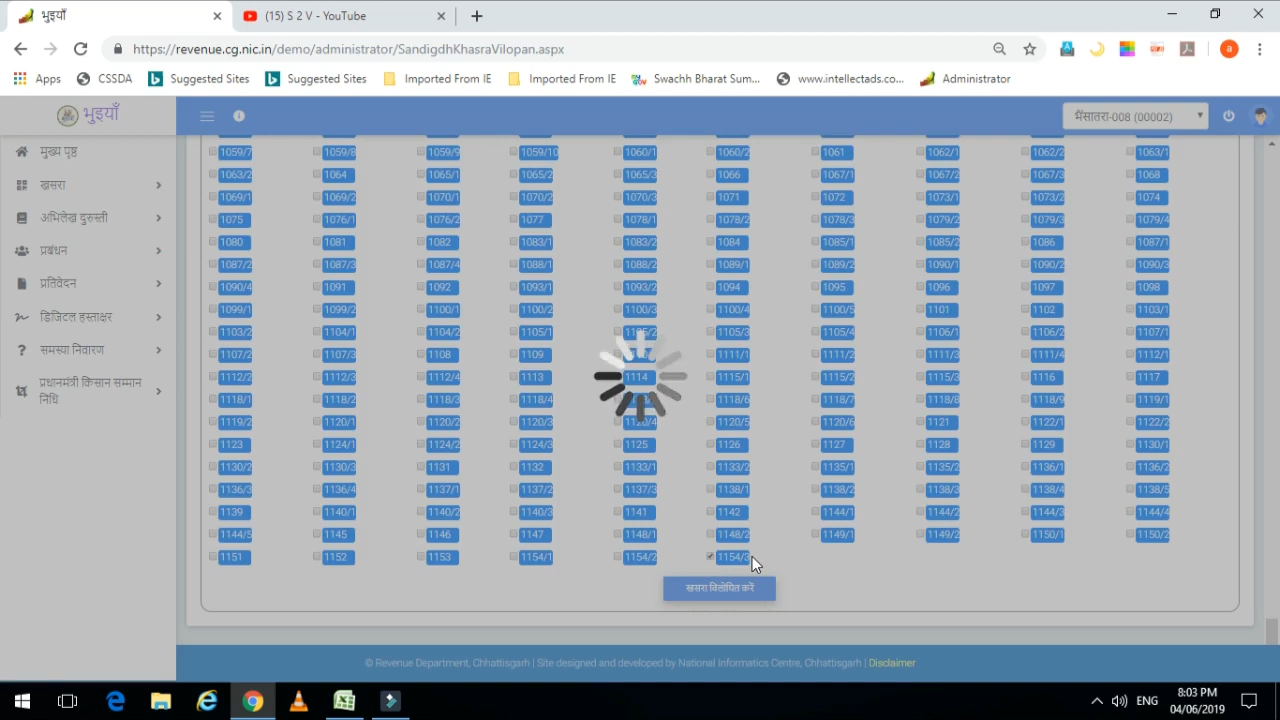 भुइयाँ
(15) S 2 V - YouTube
https://revenue.cg.nic.in/demo/administrator/SandigdhKhasraVilopan.aspx
a
Apps CSSDA Suggested Sites Suggested Sites Imported From IE Imported From IE Swachh Bharat Sum... www.intellectads.co... Administrator
भुइयाँ
भैंसातरा-008 (00002)
मुख्य पृष्ठ
खसरा
अभिलेख दुरुस्ती
प्रबंधन
प्रतिवेदन
डिजिटल हस्ताक्षर
समस्या निवारण
प्रधानमंत्री किसान सम्मान
निधि
1059/7 1059/8 1059/9 1059/10 1060/1 1060/2 1061 1062/1 1062/2 1063/1
1063/2 1064 1065/1 1065/2 1065/3 1066 1067/1 1067/2 1067/3 1068
1069/1 1069/2 1070/1 1070/2 1070/3 1071 1072 1073/1 1073/2 1074
1075 1076/1 1076/2 1077 1078/1 1078/2 1078/3 1079/2 1079/3 1079/4
1080 1081 1082 1083/1 1083/2 1084 1085/1 1085/2 1086 1087/1
1087/2 1087/3 1087/4 1088/1 1088/2 1089/1 1089/2 1090/1 1090/2 1090/3
1090/4 1091 1092 1093/1 1093/2 1094 1095 1096 1097 1098
1099/1 1099/2 1100/1 1100/2 1100/3 1100/4 1100/5 1101 1102 1103/1
1103/2 1104/1 1104/2 1105/1 1105/2 1105/3 1105/4 1106/1 1106/2 1107/1
1107/2 1107/3 1108 1109 1111/1 1111/2 1111/3 1111/4 1112/1
1112/2 1112/3 1112/4 1113 1114 1115/1 1115/2 1115/3 1116 1117
1118/1 1118/2 1118/3 1118/4 1118/6 1118/7 1118/8 1118/9 1119/1
1119/2 1120/1 1120/2 1120/3 1120/4 1120/5 1120/6 1121 1122/1 1122/2
1123 1124/1 1124/2 1124/3 1125 1126 1127 1128 1129 1130/1
1130/2 1130/3 1131 1132 1133/1 1133/2 1135/1 1135/2 1136/1 1136/2
1136/3 1136/4 1137/1 1137/2 1137/3 1138/1 1138/2 1138/3 1138/4 1138/5
1139 1140/1 1140/2 1140/3 1141 1142 1144/1 1144/2 1144/3 1144/4
1144/5 1145 1146 1147 1148/1 1148/2 1149/1 1149/2 1150/1 1150/2
1151 1152 1153 1154/1 1154/2 1154/3
खसरा विलोपित करें
© Revenue Department, Chhattisgarh | Site designed and developed by National Informatics Centre, Chhattisgarh | Disclaimer
ENG
8:03 PM
04/06/2019